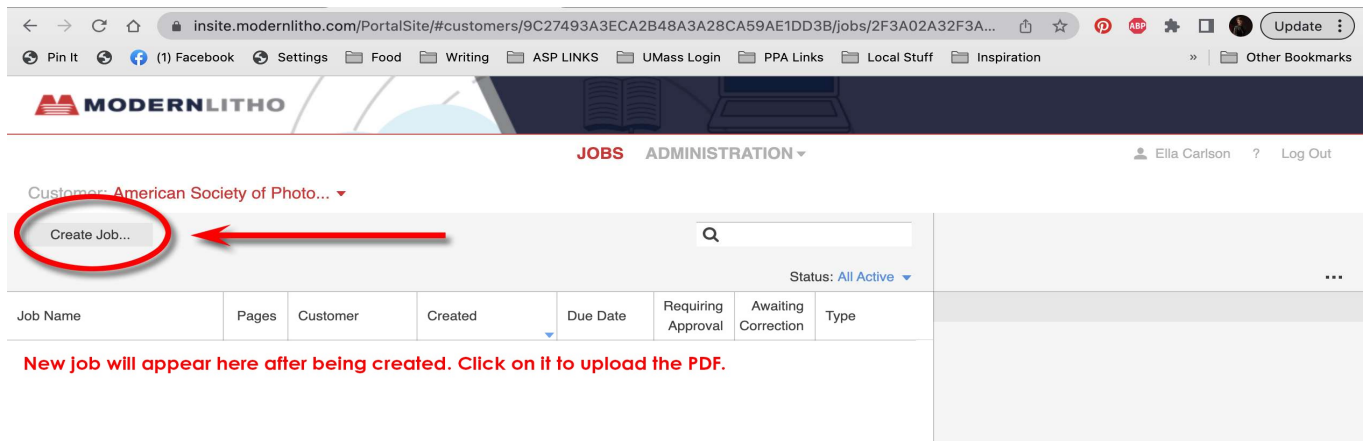 insite.modernlitho.com/PortalSite/#customers/9C27493A3ECA2B48A3A28CA59AE1DD3B/jobs/2F3A02A32F3A... Update
Pin It (1) Facebook Settings Food Writing ASP LINKS UMass Login PPA Links Local Stuff Inspiration » Other Bookmarks
MODERNLITHO
JOBS ADMINISTRATION Ella Carlson ? Log Out
Customer: American Society of Photo...
Create Job...
Status: All Active ...
Job Name Pages Customer Created Due Date Requiring Approval Awaiting Correction Type
New job will appear here after being created. Click on it to upload the PDF.